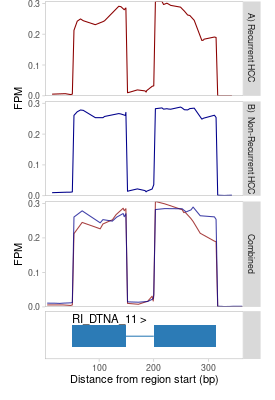 0.3
0.2
0.1
0.0
A) Recurrent HCC
FPM
0.3
0.2
0.1
0.0
B) Non-Recurrent HCC
0.3
0.2
0.1
0.0
Combined
FPM
RI_DTNA_11 >
100 200 300
Distance from region start (bp)